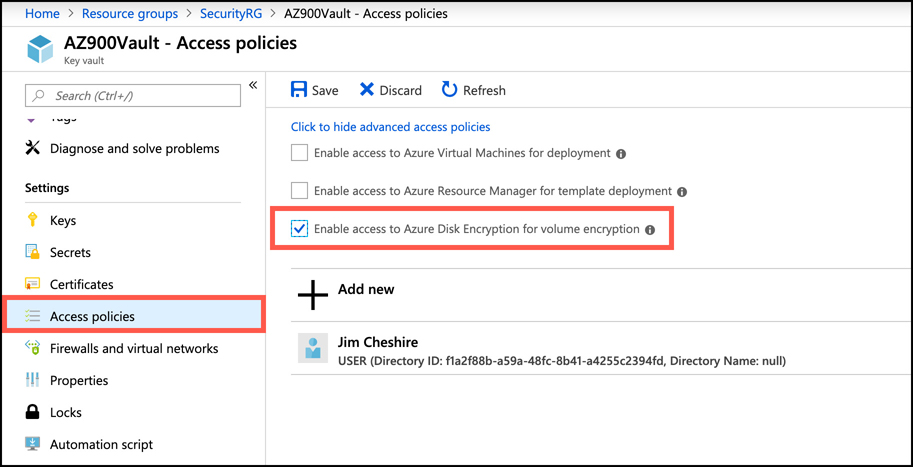 Home > Resource groups > SecurityRG > AZ900Vault - Access policies
AZ900Vault - Access policies
Key vault
Search (Ctrl+/)
«
Tags
Diagnose and solve problems
Settings
Keys
Secrets
Certificates
Access policies
Firewalls and virtual networks
Properties
Locks
Automation script
Save Discard Refresh
Click to hide advanced access policies
Enable access to Azure Virtual Machines for deployment
Enable access to Azure Resource Manager for template deployment
Enable access to Azure Disk Encryption for volume encryption
Add new
Jim Cheshire
USER (Directory ID: f1a2f88b-a59a-48fc-8b41-a4255c2394fd, Directory Name: null)